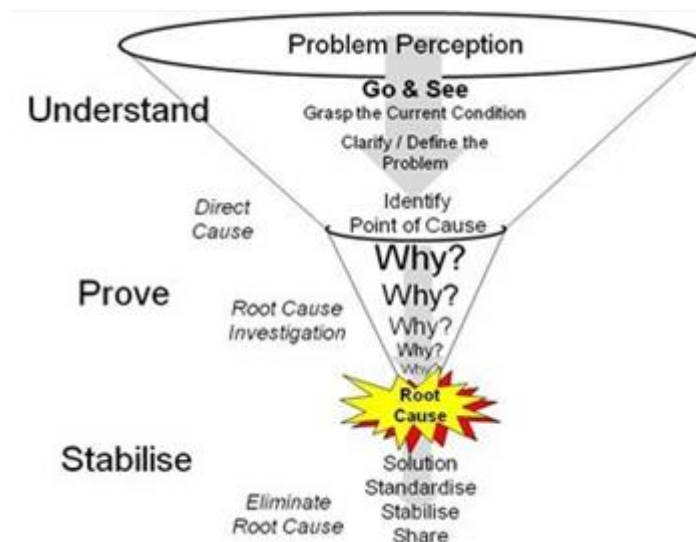 Problem Perception
Understand
Go & See
Grasp the Current Condition
Clarify / Define the
Problem
Direct
Cause
Identify
Point of Cause
Prove
Root Cause
Investigation
Why?
Why?
Why?
Why?
Why?
Root
Cause
Stabilise
Eliminate
Root Cause
Solution
Standardise
Stabilise
Share